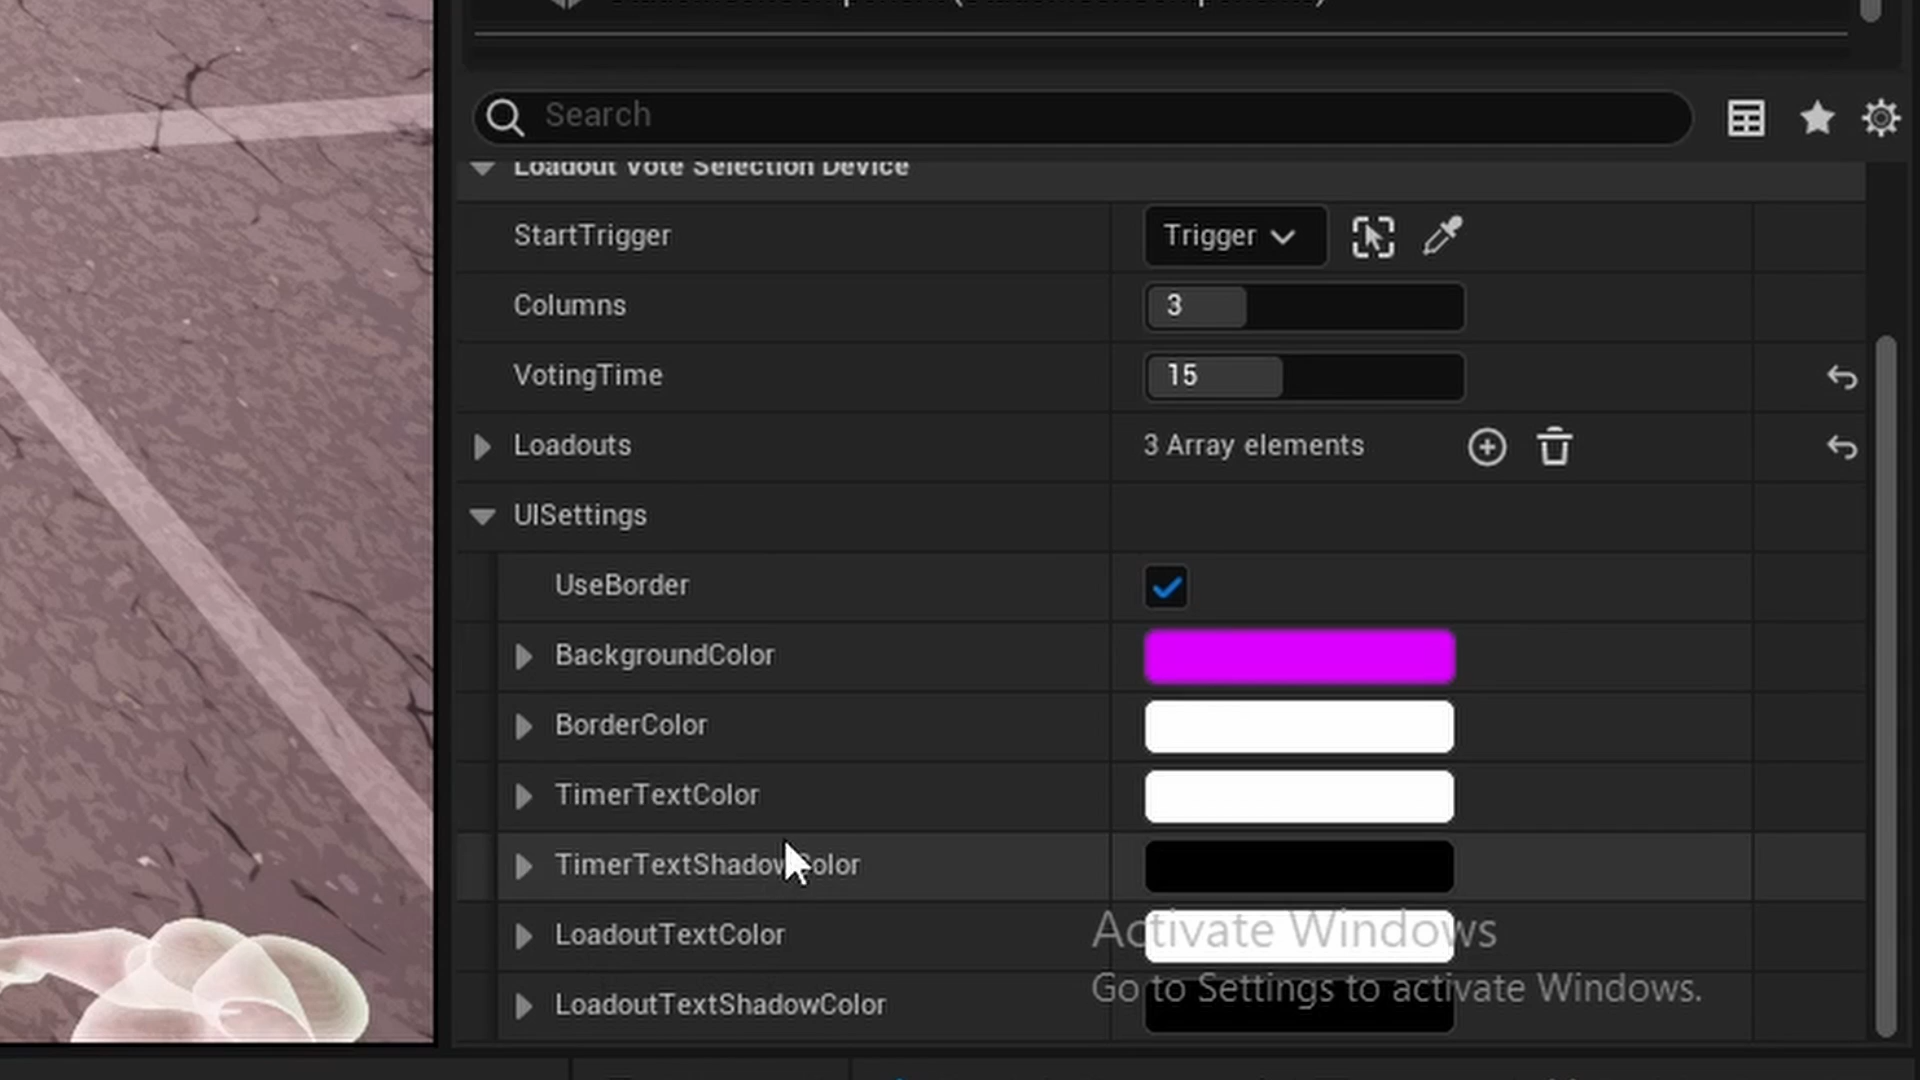 Search
Loadout Vote Selection Device
StartTrigger
Trigger
Columns
3
VotingTime
15
Loadouts
3 Array elements
UISettings
UseBorder
BackgroundColor
BorderColor
TimerTextColor
TimerTextShadowColor
LoadoutTextColor
Activate Windows
Go to Settings to activate Windows.
LoadoutTextShadowColor